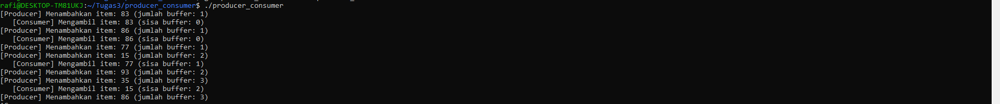 rafi@DESKTOP-TM81UKJ:~/Tugas3/producer_consumer$ ./producer_consumer
[Producer] Menambahkan item: 83 (jumlah buffer: 1)
   [Consumer] Mengambil item: 83 (sisa buffer: 0)
[Producer] Menambahkan item: 86 (jumlah buffer: 1)
   [Consumer] Mengambil item: 86 (sisa buffer: 0)
[Producer] Menambahkan item: 77 (jumlah buffer: 1)
[Producer] Menambahkan item: 15 (jumlah buffer: 2)
   [Consumer] Mengambil item: 77 (sisa buffer: 1)
[Producer] Menambahkan item: 93 (jumlah buffer: 2)
[Producer] Menambahkan item: 35 (jumlah buffer: 3)
   [Consumer] Mengambil item: 15 (sisa buffer: 2)
[Producer] Menambahkan item: 86 (jumlah buffer: 3)